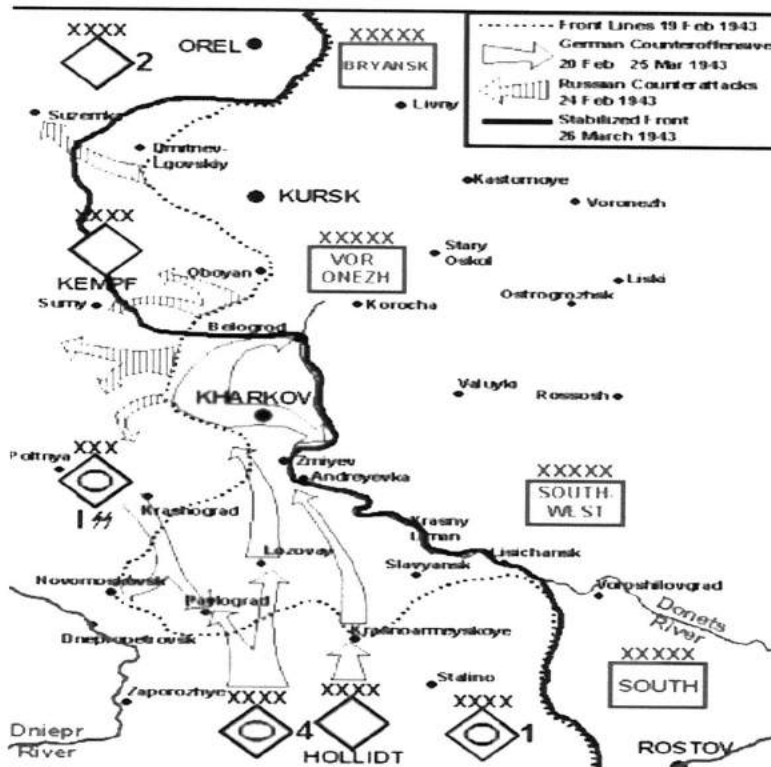 Front Lines 19 Feb 1943
German Counteroffensive
20 Feb 25 Mar 1943
Russian Counterattacks
24 Feb 1943
Stabilized Front
26 March 1943
XXXX
2
OREL
XXXXX
BRYANSK
Livny
Suzemka
Dmitriev-
Lgovskiy
Kastornoye
KURSK
Voronezh
XXXX
KEMPF
XXXXX
VOR
ONEZH
Stary
Oskol
Oboyan
Liski
Sumy
Korocha
Ostrogrozhsk
Belogrod
KHARKOV
Valuyki
Rossosh
XXX
Poltnya
I
Zmiyev
Andreyevka
XXXXX
SOUTH-
WEST
Krashograd
Krasny
Liman
Lozovay
Lisichansk
Slavyansk
Novomoskovsk
Voroshilovgrad
Pavlograd
Donets
River
Dnepropetrovsk
Krasnoarmeyskoye
XXXXX
SOUTH
Stalino
Zaporozhye
XXXX
4
XXXX
HOLLIDT
XXXX
1
Dniepr
River
ROSTOV